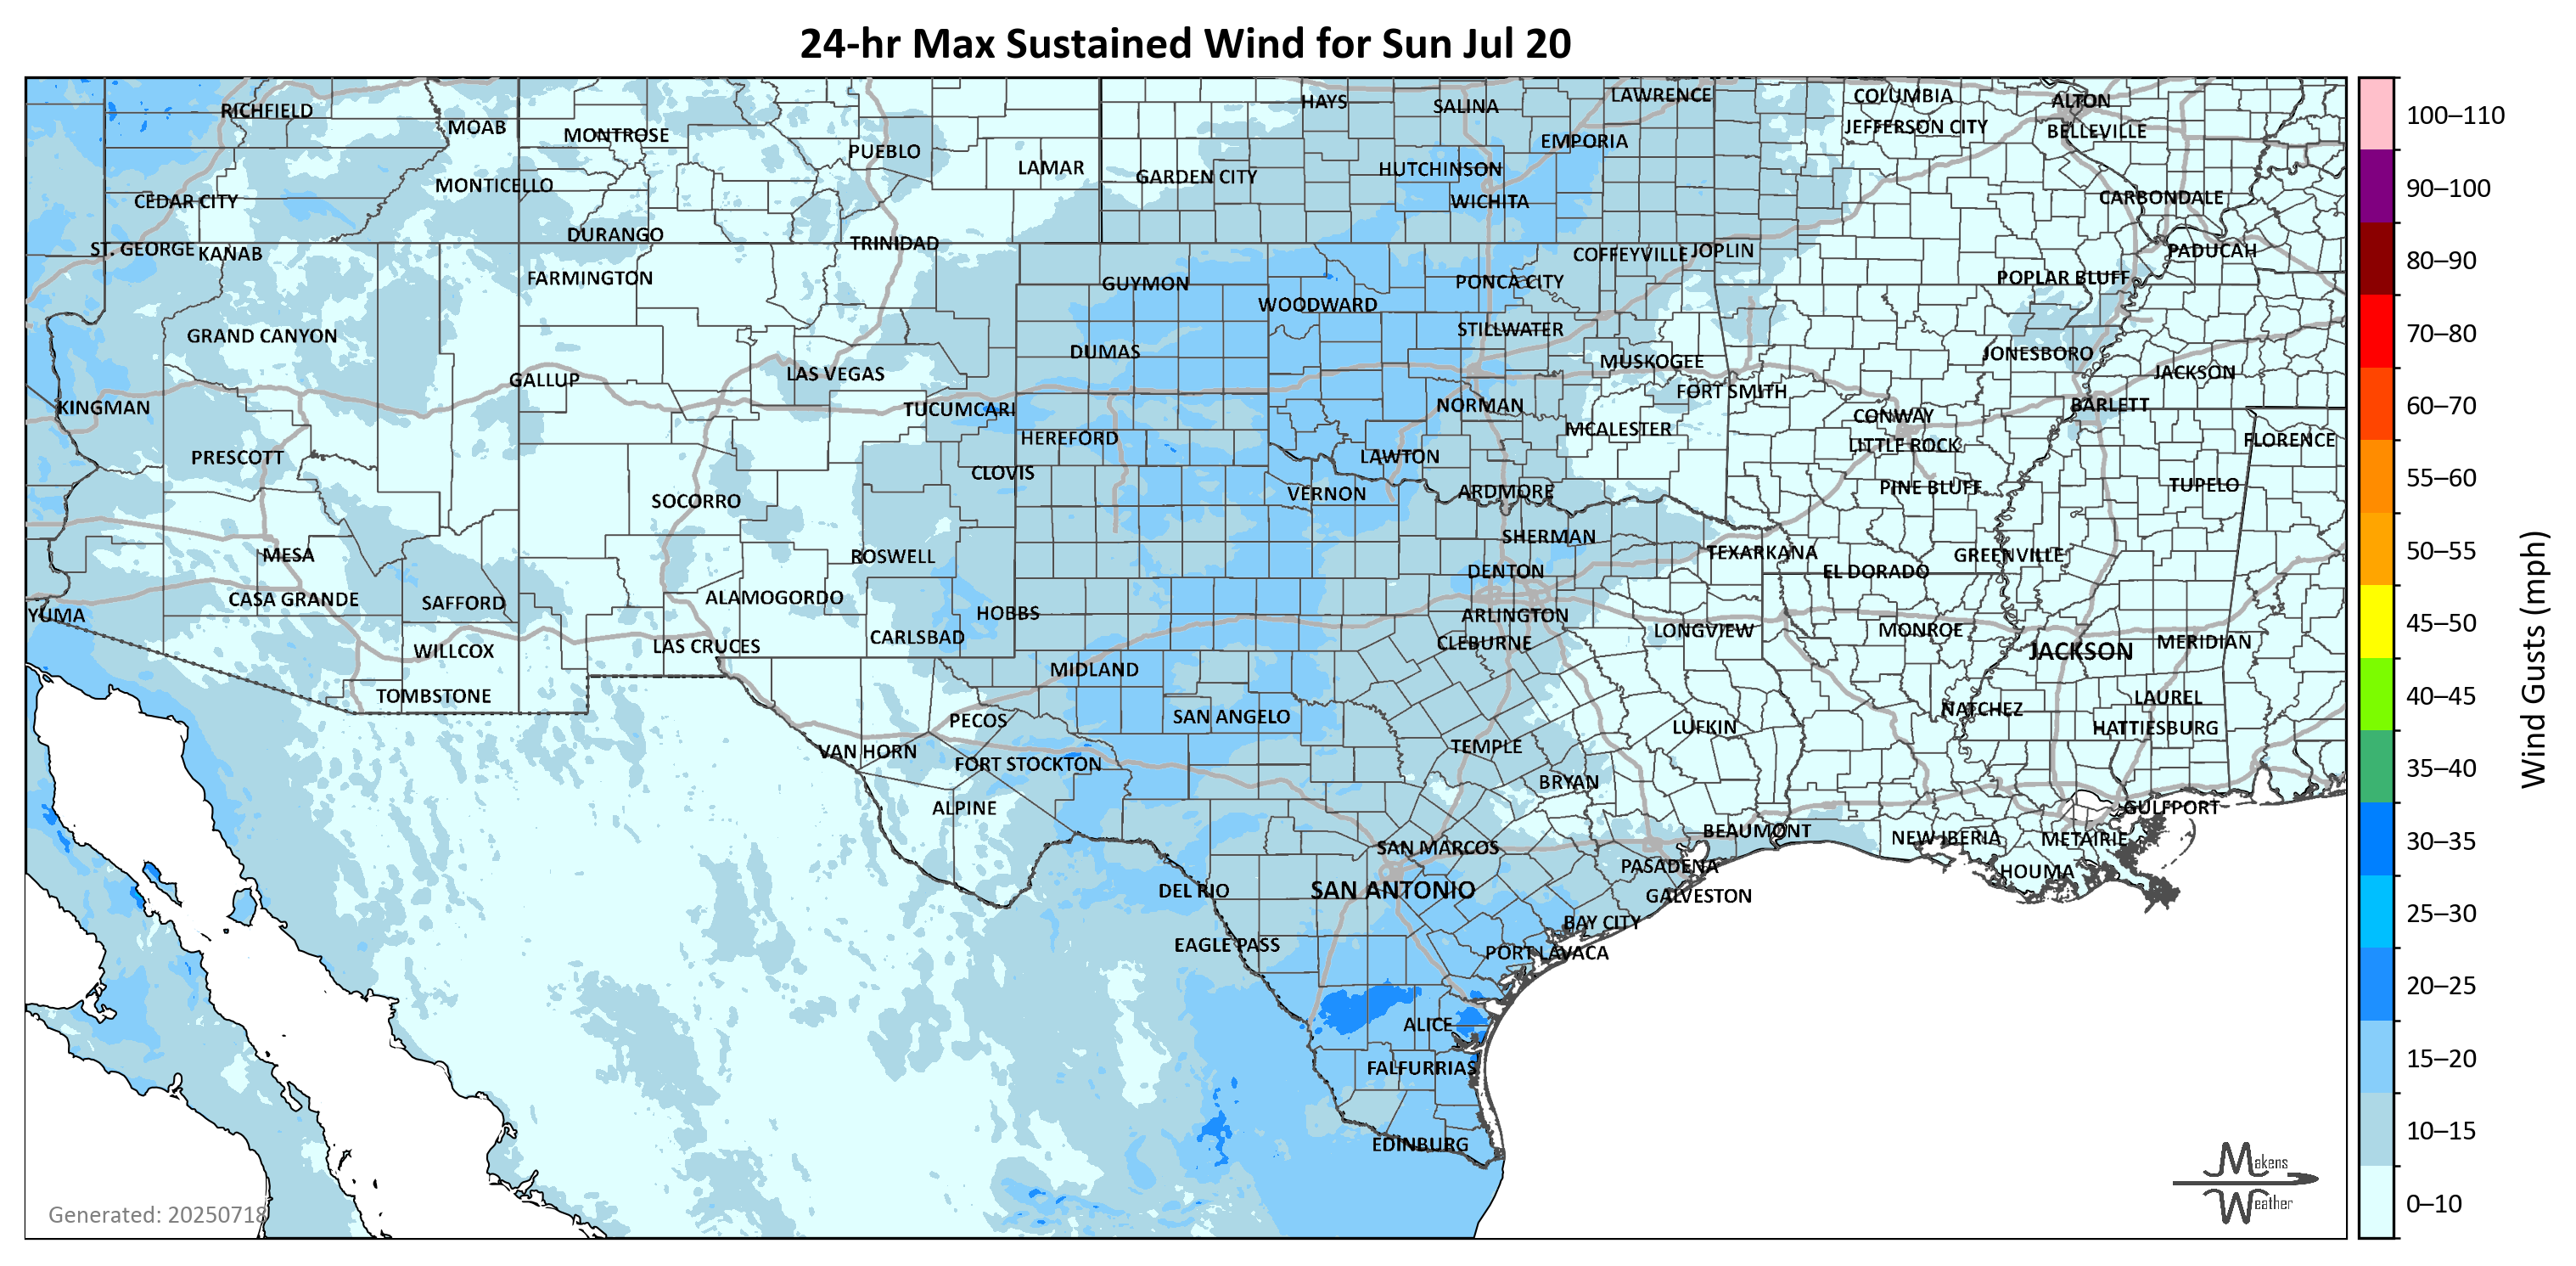 24-hr Max Sustained Wind for Sun Jul 20
RICHFIELD
MOAB
MONTROSE
PUEBLO
LAMAR
HAYS
SALINA
LAWRENCE
COLUMBIA
ALTON
JEFFERSON CITY
BELLEVILLE
EMPORIA
HUTCHINSON
GARDEN CITY
MONTICELLO
CEDAR CITY
WICHITA
CARBONDALE
DURANGO
TRINIDAD
ST. GEORGE
KANAB
COFFEYVILLE
JOPLIN
PADUCAH
FARMINGTON
GUYMON
PONCA CITY
POPLAR BLUFF
WOODWARD
GRAND CANYON
STILLWATER
DUMAS
MUSKOGEE
JONESBORO
GALLUP
LAS VEGAS
JACKSON
FORT SMITH
KINGMAN
TUCUMCARI
NORMAN
CONWAY
BARLETT
HEREFORD
MCALESTER
LITTLE ROCK
FLORENCE
PRESCOTT
CLOVIS
LAWTON
SOCORRO
VERNON
ARDMORE
PINE BLUFF
TUPELO
MESA
ROSWELL
SHERMAN
TEXARKANA
GREENVILLE
CASA GRANDE
SAFFORD
ALAMOGORDO
DENTON
EL DORADO
YUMA
HOBBS
ARLINGTON
WILLCOX
LAS CRUCES
CARLSBAD
CLEBURNE
LONGVIEW
MONROE
JACKSON
MERIDIAN
TOMBSTONE
MIDLAND
PECOS
SAN ANGELO
LUFKIN
NATCHEZ
LAUREL
HATTIESBURG
VAN HORN
FORT STOCKTON
TEMPLE
BRYAN
ALPINE
GULFPORT
BEAUMONT
NEW IBERIA
METAIRIE
SAN MARCOS
PASADENA
HOUMA
DEL RIO
SAN ANTONIO
GALVESTON
BAY CITY
EAGLE PASS
PORT LAVACA
ALICE
FALFURRIAS
EDINBURG
Generated: 20250718
Makens
Weather
100–110
90–100
80–90
70–80
60–70
55–60
50–55
45–50
40–45
35–40
30–35
25–30
20–25
15–20
10–15
0–10
Wind Gusts (mph)